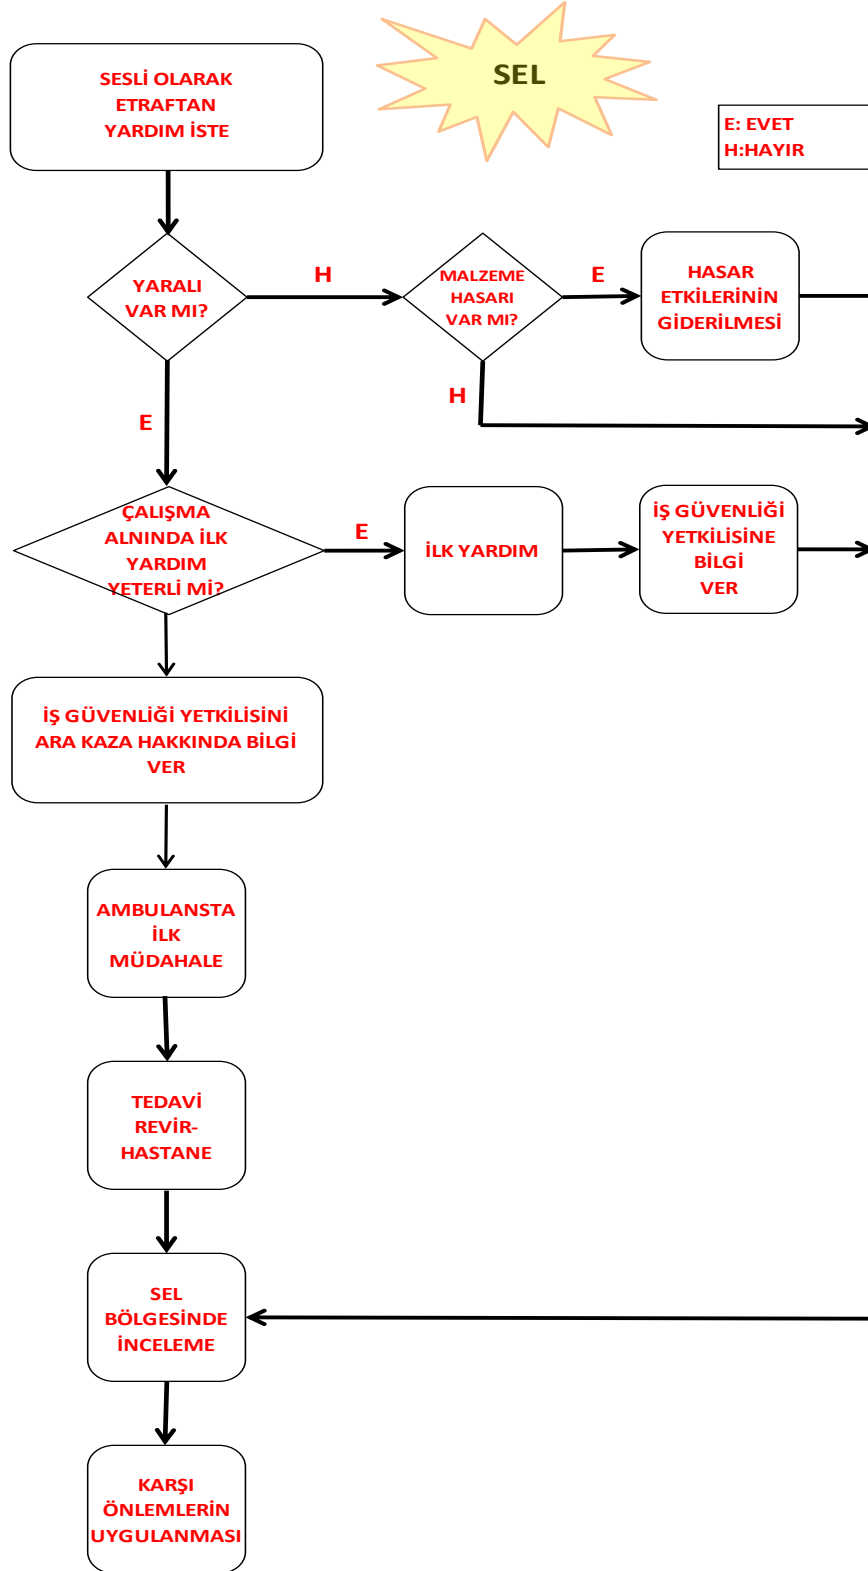 SEL
SESLİ OLARAK
ETRAFTAN
YARDIM İSTE
E: EVET
H:HAYIR
YARALI
VAR MI?
H
MALZEME
HASARI
VAR MI?
E
HASAR
ETKİLERİNİN
GİDERİLMESİ
E
H
ÇALIŞMA
ALNINDA İLK
YARDIM
YETERLİ Mİ?
E
İLK YARDIM
İŞ GÜVENLİĞİ
YETKİLİSİNE
BİLGİ
VER
İŞ GÜVENLİĞİ YETKİLİSİNİ
ARA KAZA HAKKINDA BİLGİ
VER
AMBULANSTA
İLK
MÜDAHALE
TEDAVİ
REVİR-
HASTANE
SEL
BÖLGESİNDE
İNCELEME
KARŞI
ÖNLEMLERİN
UYGULANMASI